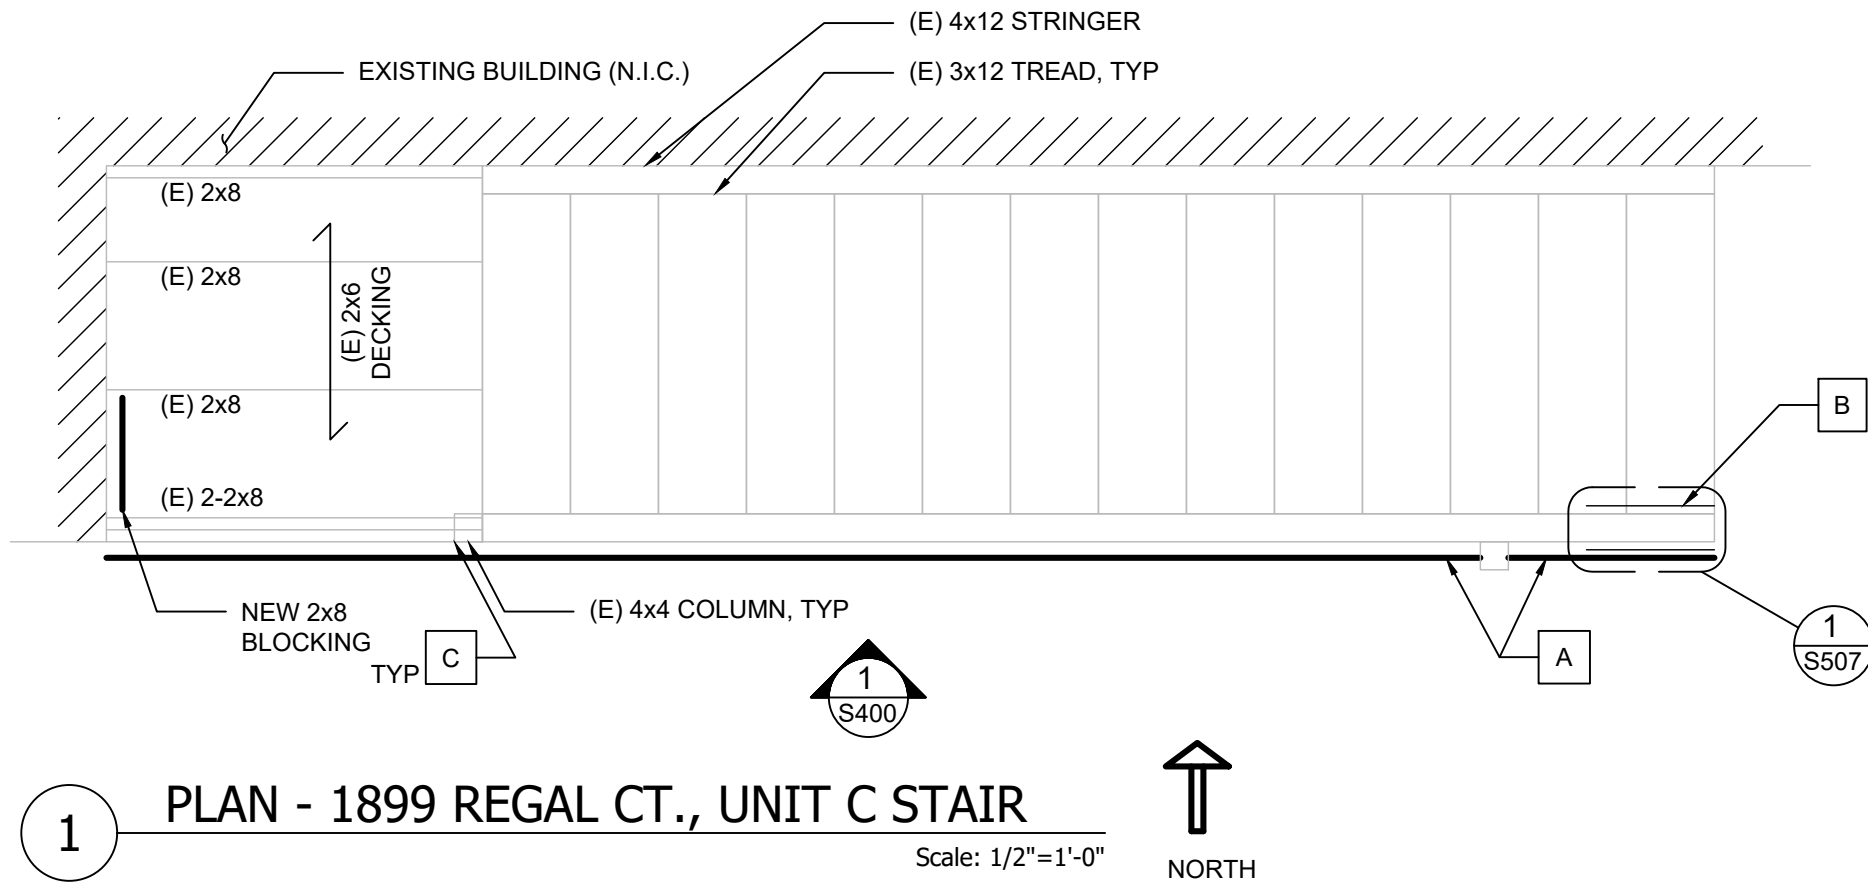 (E) 4x12 STRINGER
EXISTING BUILDING (N.I.C.)
(E) 3x12 TREAD, TYP
(E) 2x8
(E) 2x8
(E) 2x6
DECKING
(E) 2x8
B
(E) 2-2x8
NEW 2x8
BLOCKING
(E) 4x4 COLUMN, TYP
TYP C
A
1
S507
1
S400
1
PLAN - 1899 REGAL CT., UNIT C STAIR
Scale: 1/2"=1'-0"
NORTH